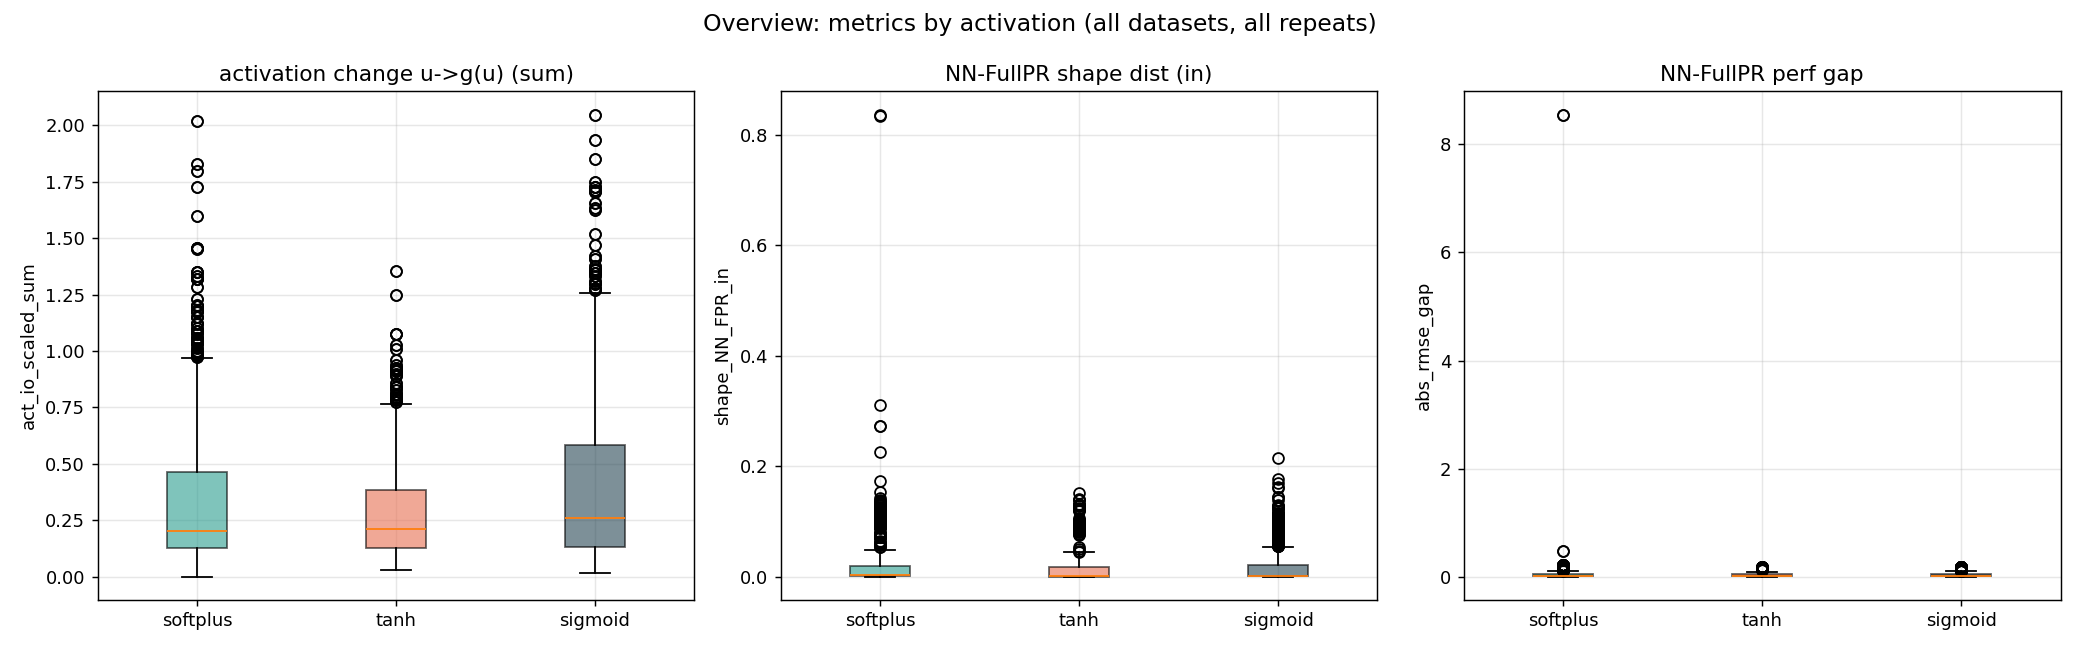 Overview: metrics by activation (all datasets, all repeats)
activation change u->g(u) (sum)
act_io_scaled_sum
2.00
1.75
1.50
1.25
1.00
0.75
0.50
0.25
0.00
softplus
tanh
sigmoid
NN-FullPR shape dist (in)
shape_NN_FPR_in
0.8
0.6
0.4
0.2
0.0
softplus
tanh
sigmoid
NN-FullPR perf gap
abs_rmse_gap
8
6
4
2
0
softplus
tanh
sigmoid